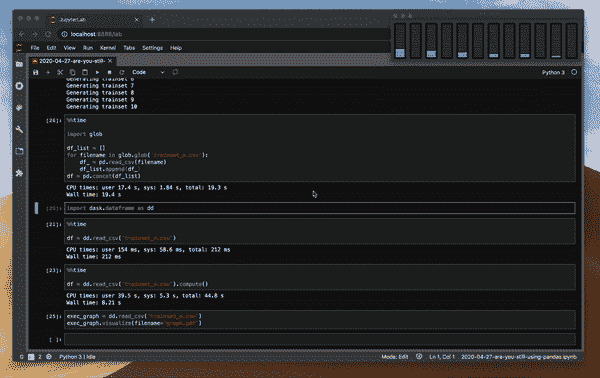 JupyterLab
localhost:8888/lab
File Edit View Run Kernel Tabs Settings Help
2020-04-27-are-you-still-
Code
Python 3
Generating trainset 6
Generating trainset 7
Generating trainset 8
Generating trainset 9
Generating trainset 10
[26]: %%time
import glob
df_list = []
for filename in glob.glob('trainset_*.csv'):
df_ = pd.read_csv(filename)
df_list.append(df_)
df = pd.concat(df_list)
CPU times: user 17.4 s, sys: 1.84 s, total: 19.3 s
Wall time: 19.4 s
import dask.dataframe as dd
[21]: %%time
df = dd.read_csv('trainset_*.csv')
CPU times: user 154 ms, sys: 58.6 ms, total: 212 ms
Wall time: 212 ms
[23]: %%time
df = dd.read_csv('trainset_*.csv').compute()
CPU times: user 39.5 s, sys: 5.3 s, total: 44.8 s
Wall time: 8.21 s
[25]: exec_graph = dd.read_csv('trainset_*.csv')
exec_graph.visualize(filename='graph.pdf')
[ ]:
2 Python 3 | Idle Mode: Edit Ln 1, Col 1 2020-04-27-are-you-still-using-pandas.ipynb